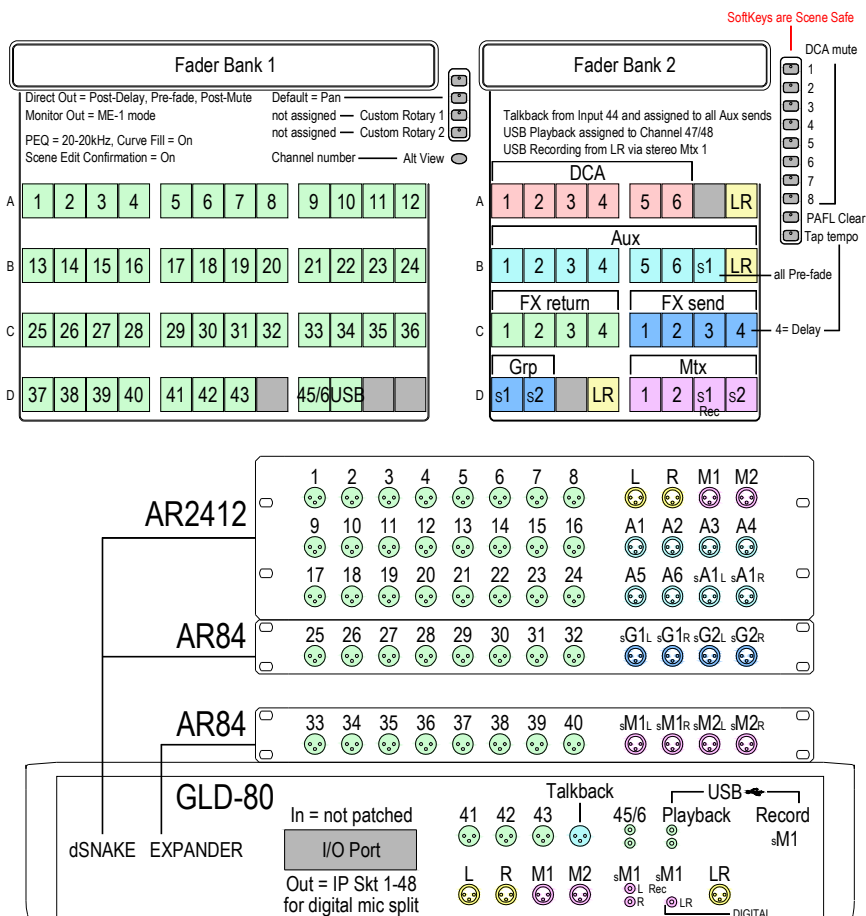 SoftKeys are Scene Safe
Fader Bank 1
Fader Bank 2
DCA mute
1
2
3
4
5
6
7
8
PAFL Clear
Tap tempo
Direct Out = Post-Delay, Pre-fade, Post-Mute
Monitor Out = ME-1 mode
PEQ = 20-20kHz, Curve Fill = On
Scene Edit Confirmation = On
Default = Pan
not assigned — Custom Rotary 1
not assigned — Custom Rotary 2
Channel number — Alt View
Talkback from Input 44 and assigned to all Aux sends
USB Playback assigned to Channel 47/48
USB Recording from LR via stereo Mtx 1
A 1 2 3 4 5 6 7 8 9 10 11 12
B 13 14 15 16 17 18 19 20 21 22 23 24
C 25 26 27 28 29 30 31 32 33 34 35 36
D 37 38 39 40 41 42 43 45/6 USB
DCA
A 1 2 3 4 5 6 LR
Aux
B 1 2 3 4 5 6 s1 LR
all Pre-fade
FX return FX send
C 1 2 3 4 1 2 3 4
4= Delay
Grp Mtx
D s1 s2 LR 1 2 s1 s2
Rec
AR2412
1 2 3 4 5 6 7 8 L R M1 M2
9 10 11 12 13 14 15 16 A1 A2 A3 A4
17 18 19 20 21 22 23 24 A5 A6 sA1L sA1R
AR84
25 26 27 28 29 30 31 32 sG1L sG1R sG2L sG2R
AR84
33 34 35 36 37 38 39 40 sM1L sM1R sM2L sM2R
GLD-80
dSNAKE EXPANDER
In = not patched
I/O Port
Out = IP Skt 1-48
for digital mic split
Talkback
USB
41 42 43 45/6 Playback Record
sM1
L R M1 M2 sM1 sM1 LR
L Rec
R LR
DIGITAL